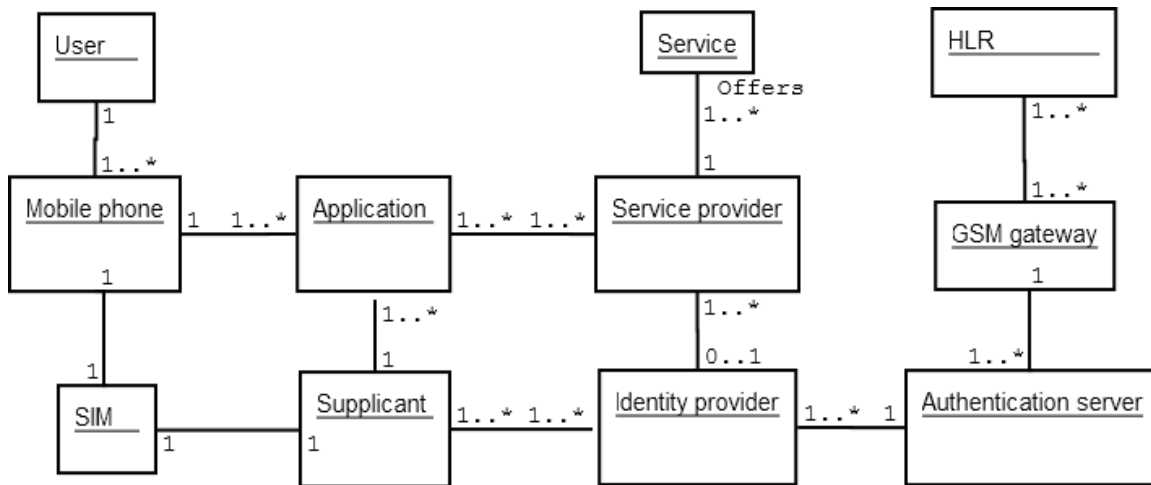 User
Service
HLR
Offers
1
1..*
1..*
1..*
1
1..*
Mobile phone
Application
Service provider
GSM gateway
1
1..*
1..*
1..*
1
1
1..*
1..*
1
0..1
1..*
1
SIM
Supplicant
Identity provider
Authentication server
1
1
1..*
1..*
1..*
1